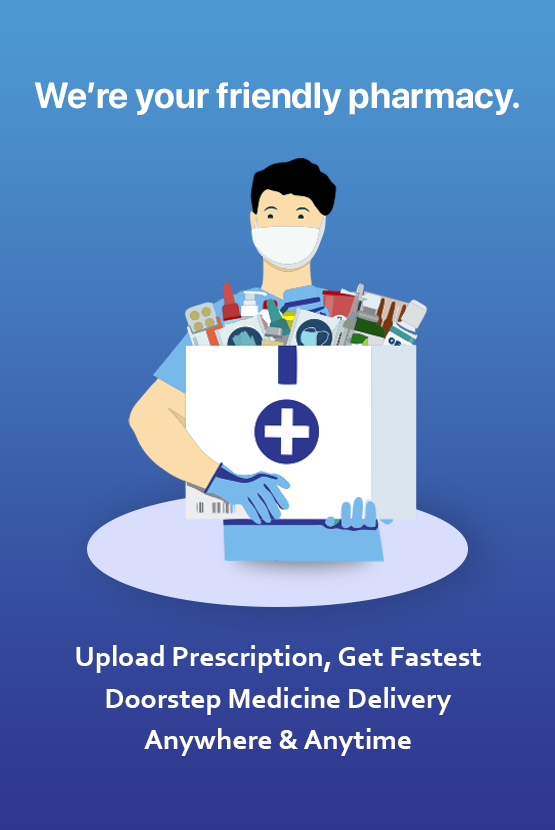 We're your friendly pharmacy.
Upload Prescription, Get Fastest
Doorstep Medicine Delivery
Anywhere & Anytime